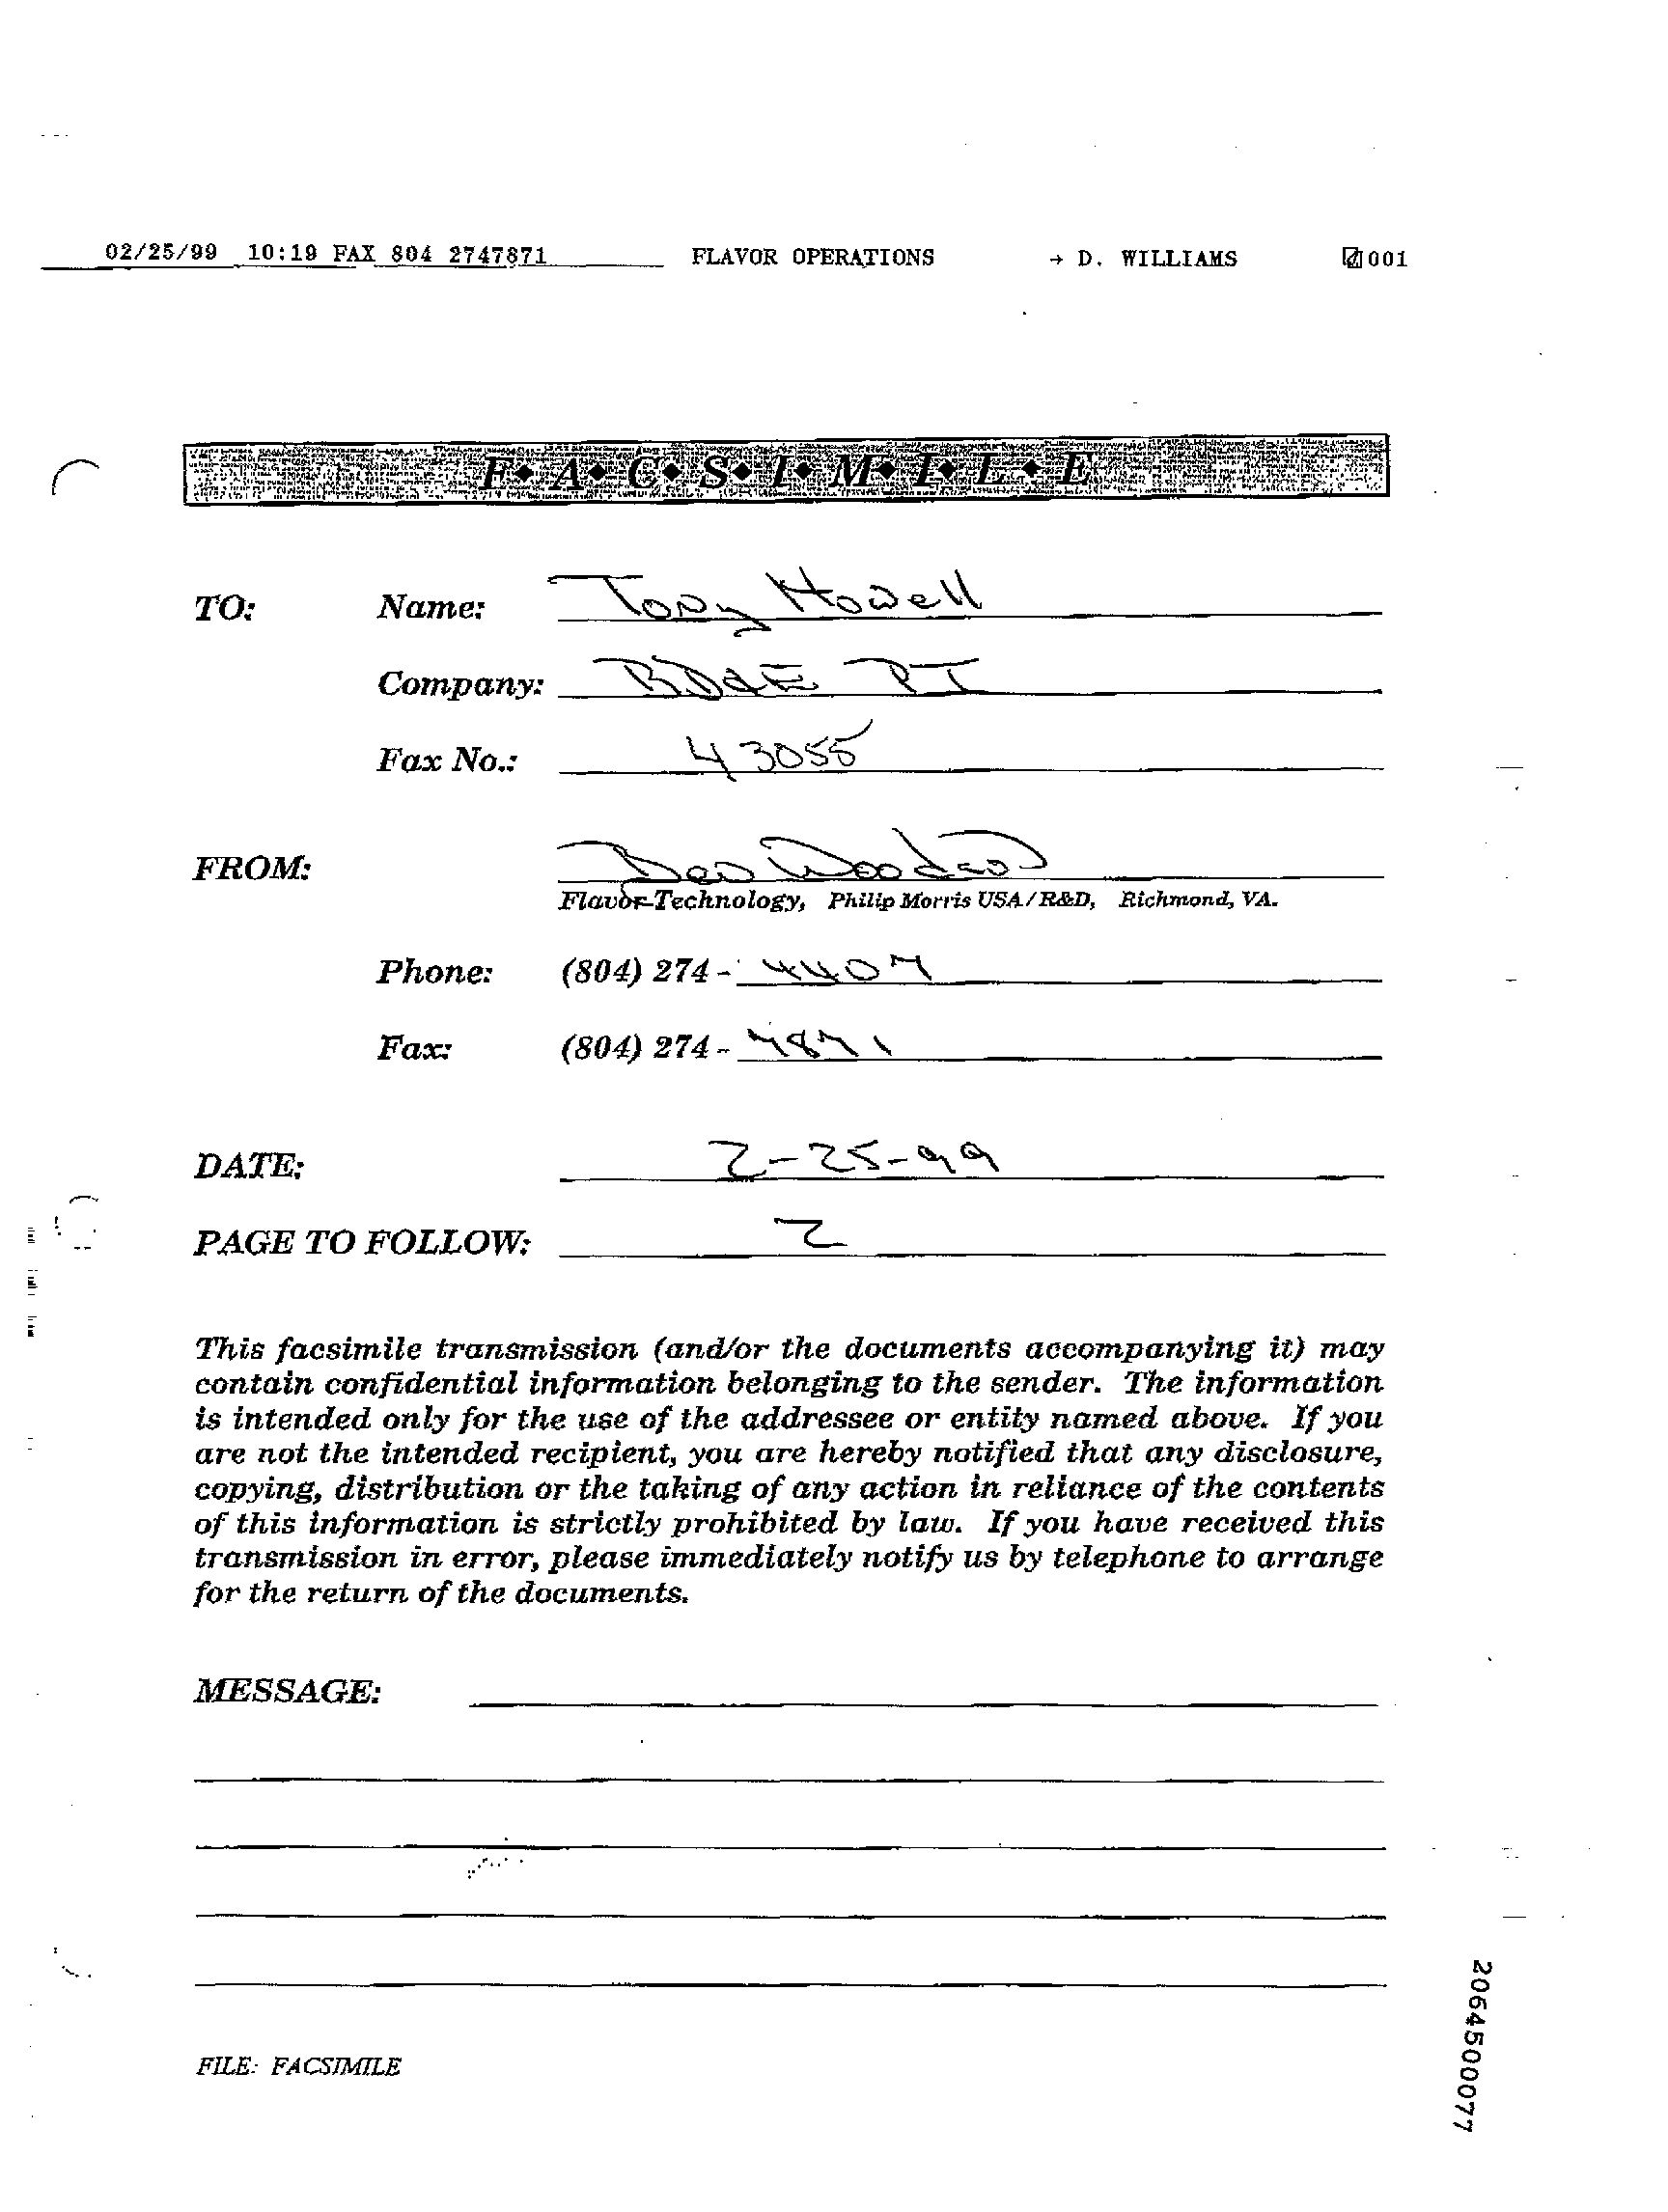 02/25/99 10:19 FAX 804 2747871 FLAVOR OPERATIONS → D. WILLIAMS 001
F◆ A◆ C◆ S◆ I◆ M◆ I◆ L◆ E
TO: Name: Tony Howell
Company: PI
Fax No.: 43055
FROM:
Flavor Technology, Philip Morris USA/R&D, Richmond, VA.
Phone: (804) 274 - 4407
Fax: (804) 274 - 7871
DATE: 2-25-99
PAGE TO FOLLOW: 2
This facsimile transmission (and/or the documents accompanying it) may
contain confidential information belonging to the sender. The information
is intended only for the use of the addressee or entity named above. If you
are not the intended recipient, you are hereby notified that any disclosure,
copying, distribution or the taking of any action in reliance of the contents
of this information is strictly prohibited by law. If you have received this
transmission in error, please immediately notify us by telephone to arrange
for the return of the documents.
MESSAGE:
FILE: FACSIMILE
2064500077